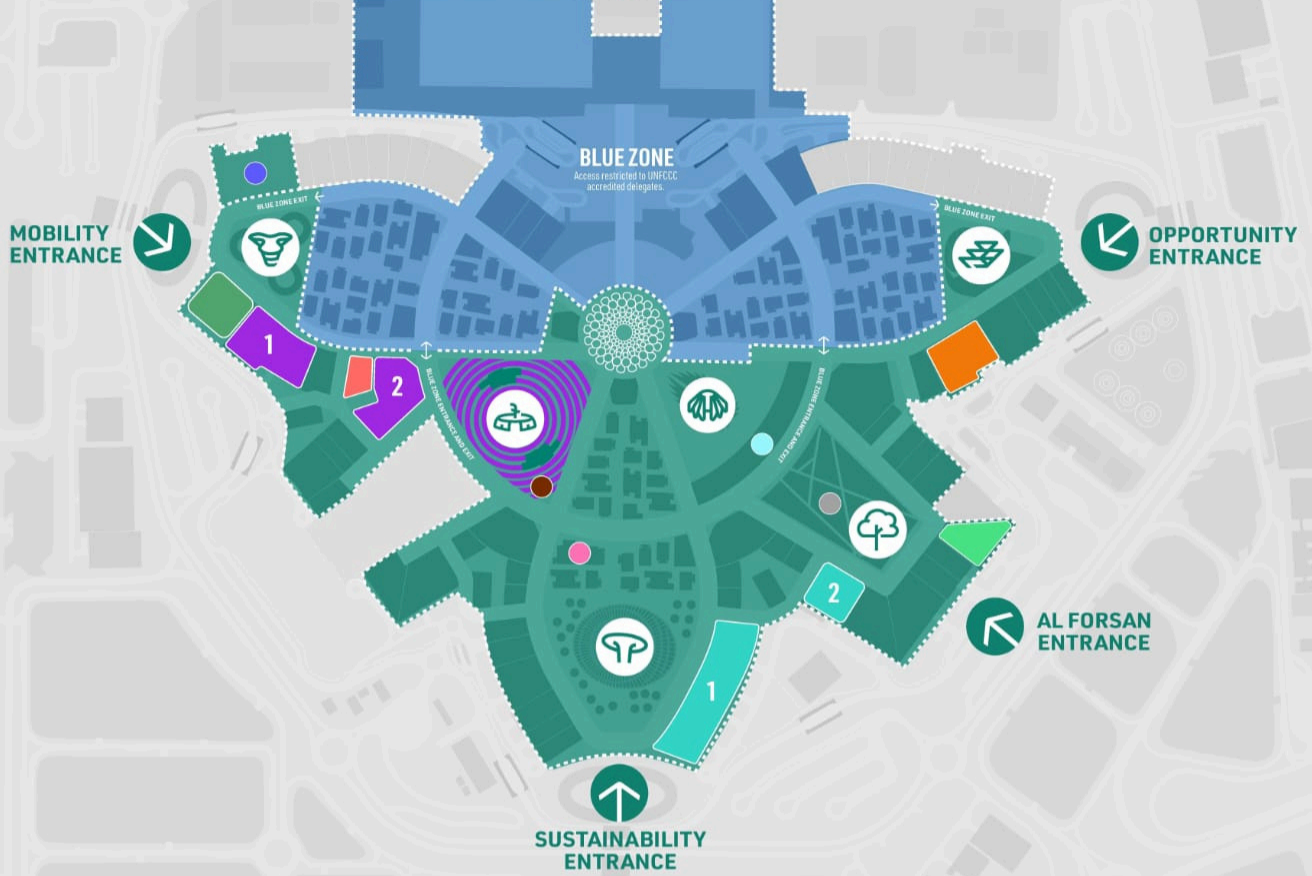 BLUE ZONE
Access restricted to UNFCCC
accredited delegates.
BLUE ZONE EXIT
BLUE ZONE EXIT
MOBILITY
ENTRANCE
OPPORTUNITY
ENTRANCE
1
2
BLUE ZONE ENTRANCE AND EXIT
BLUE ZONE ENTRANCE AND EXIT
2
AL FORSAN
ENTRANCE
1
SUSTAINABILITY
ENTRANCE